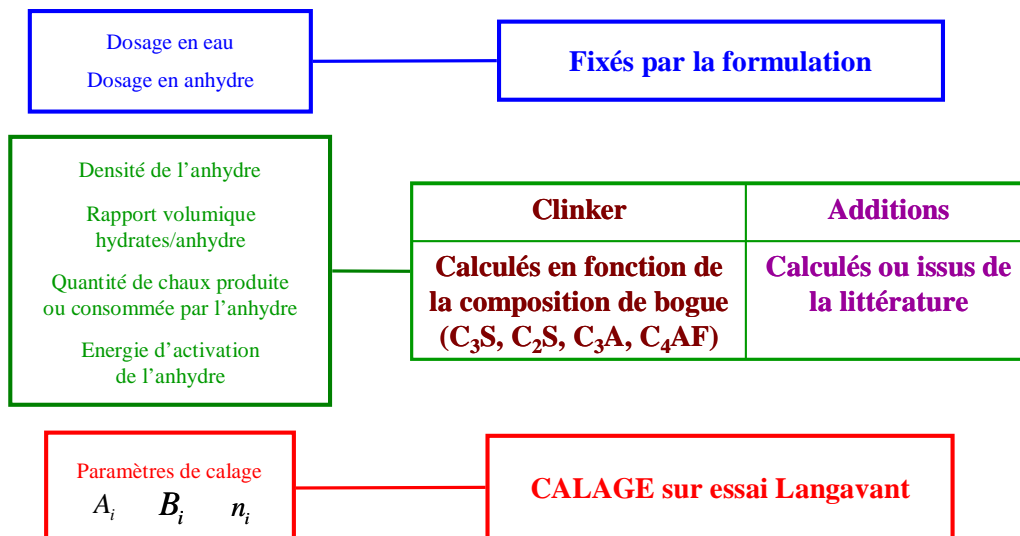 Dosage en eau
Dosage en anhydre
Fixés par la formulation
Densité de l’anhydre
Rapport volumique
hydrates/anhydre
Quantité de chaux produite
ou consommée par l’anhydre
Energie d’activation
de l’anhydre
Clinker
Additions
Calculés en fonction de
la composition de bogue
(C₃S, C₂S, C₃A, C₄AF)
Calculés ou issus de
la littérature
Paramètres de calage
Aᵢ Bᵢ nᵢ
CALAGE sur essai Langavant